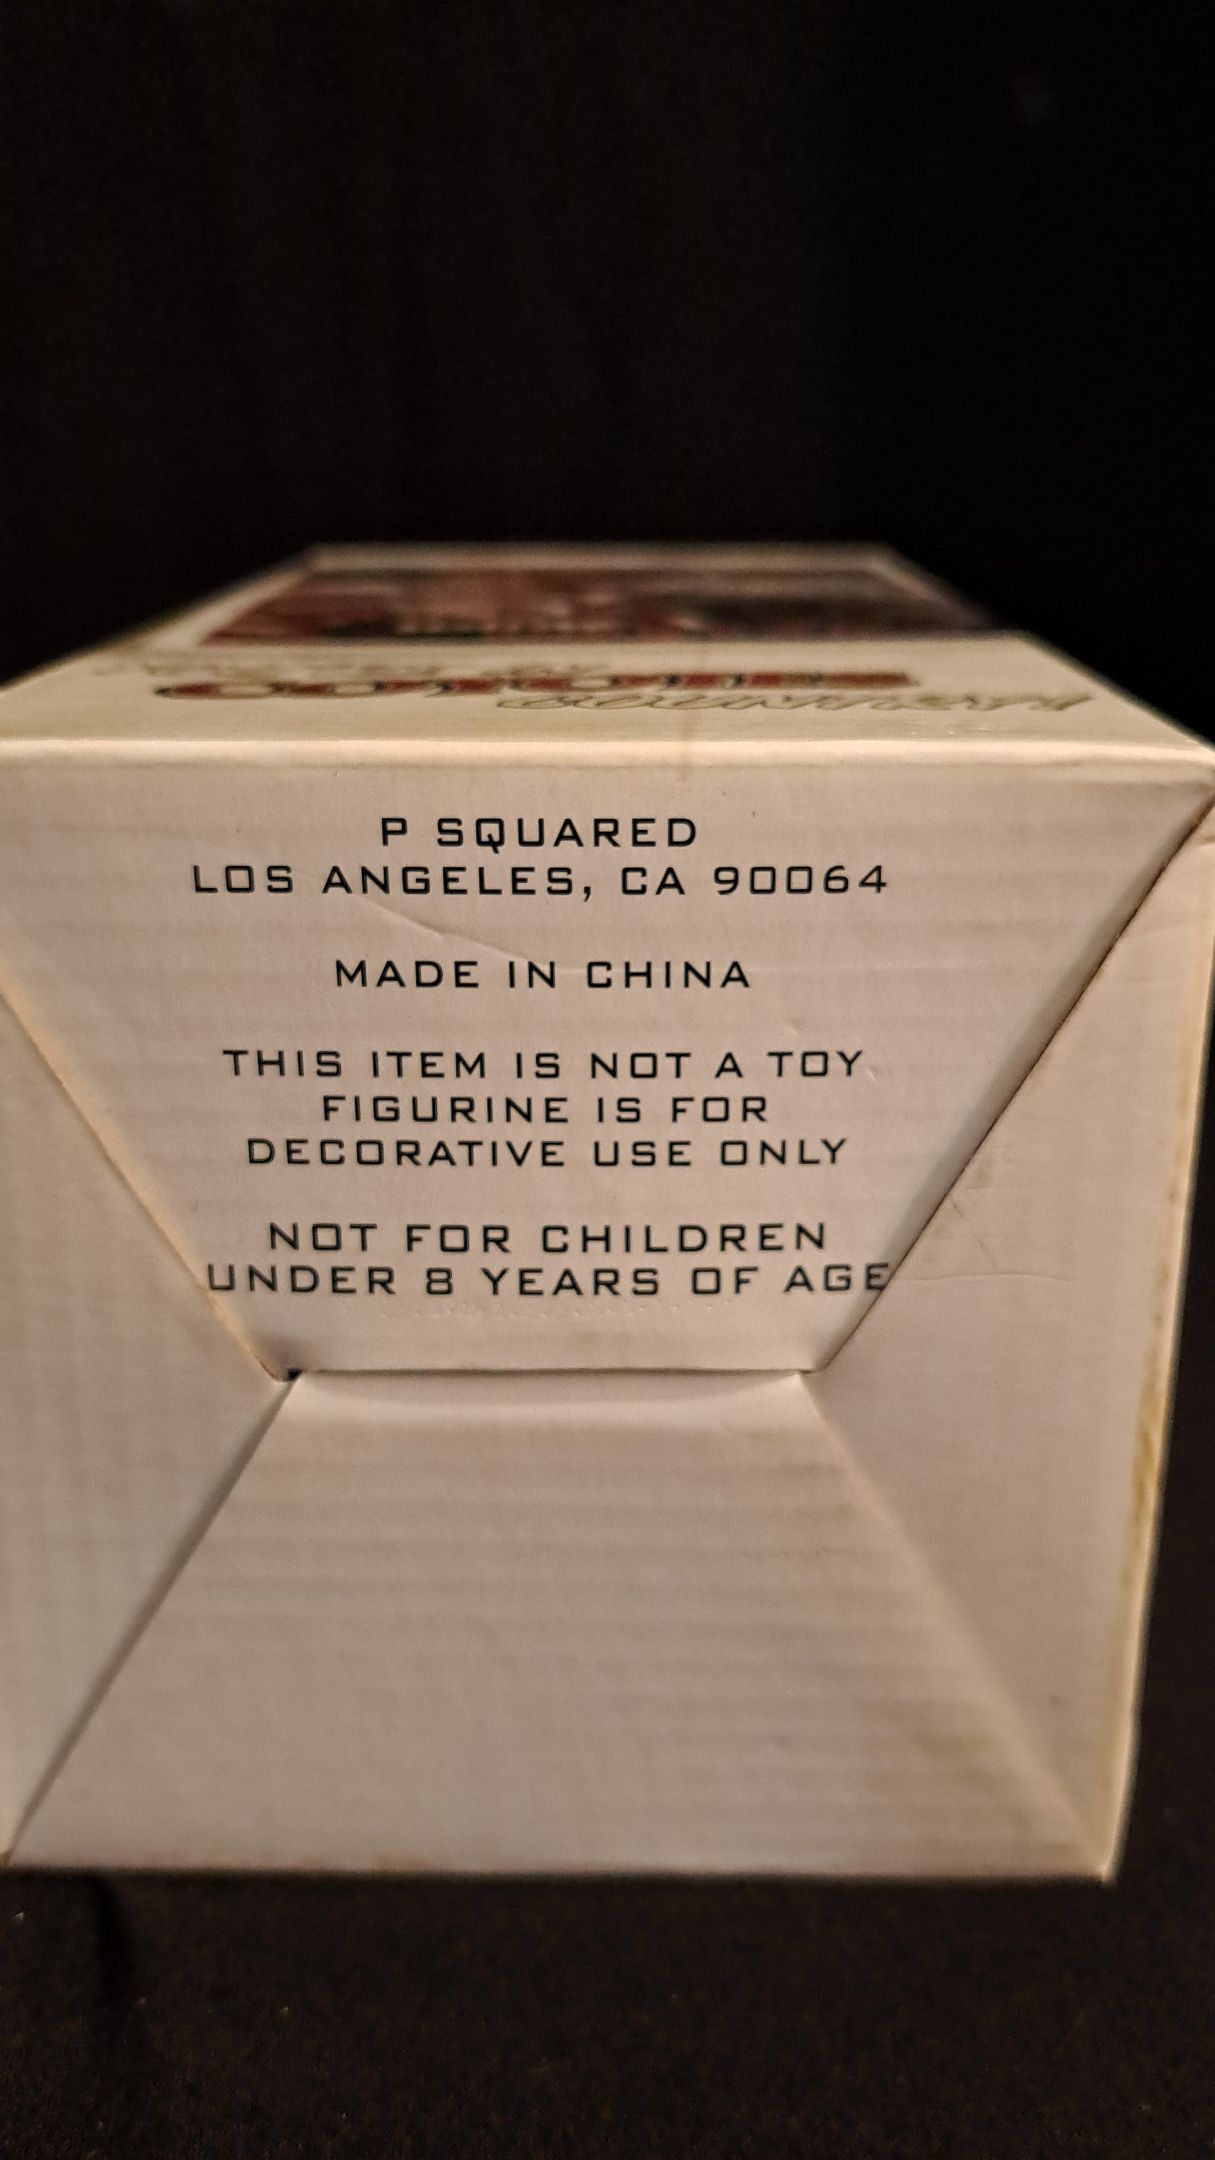 P SQUARED
LOS ANGELES, CA 90064
MADE IN CHINA
THIS ITEM IS NOT A TOY
FIGURINE IS FOR
DECORATIVE USE ONLY
NOT FOR CHILDREN
UNDER 8 YEARS OF AGE